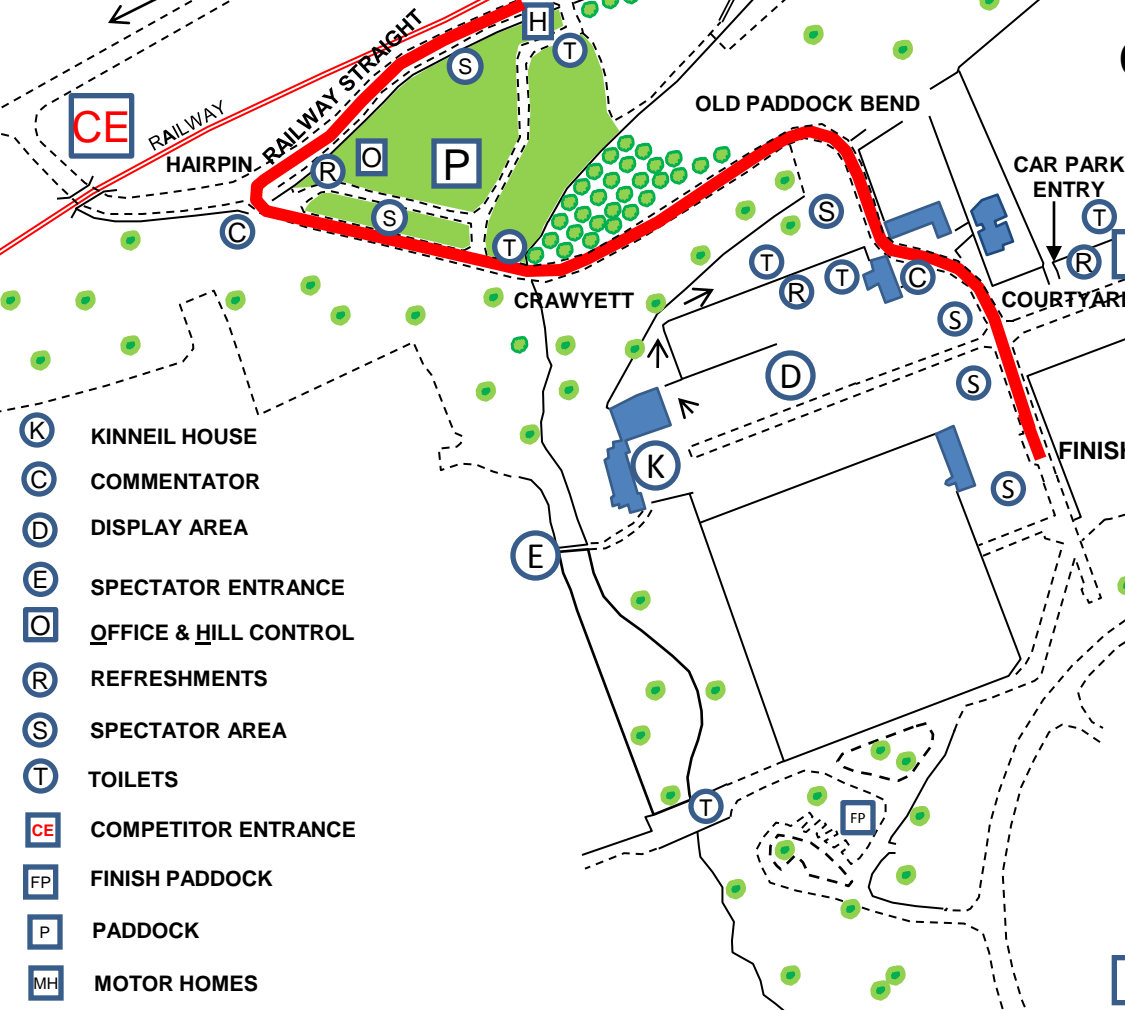 H
T
S
RAILWAY STRAIGHT
CE
RAILWAY
HAIRPIN
R
O
P
S
C
T
CRAWYETT
OLD PADDOCK BEND
S
CAR PARK
ENTRY
T
R
T
R
T
C
COURTYARD
S
D
S
K
FINISH
S
E
T
FP
K KINNEIL HOUSE
C COMMENTATOR
D DISPLAY AREA
E SPECTATOR ENTRANCE
O OFFICE & HILL CONTROL
R REFRESHMENTS
S SPECTATOR AREA
T TOILETS
CE COMPETITOR ENTRANCE
FP FINISH PADDOCK
P PADDOCK
MH MOTOR HOMES